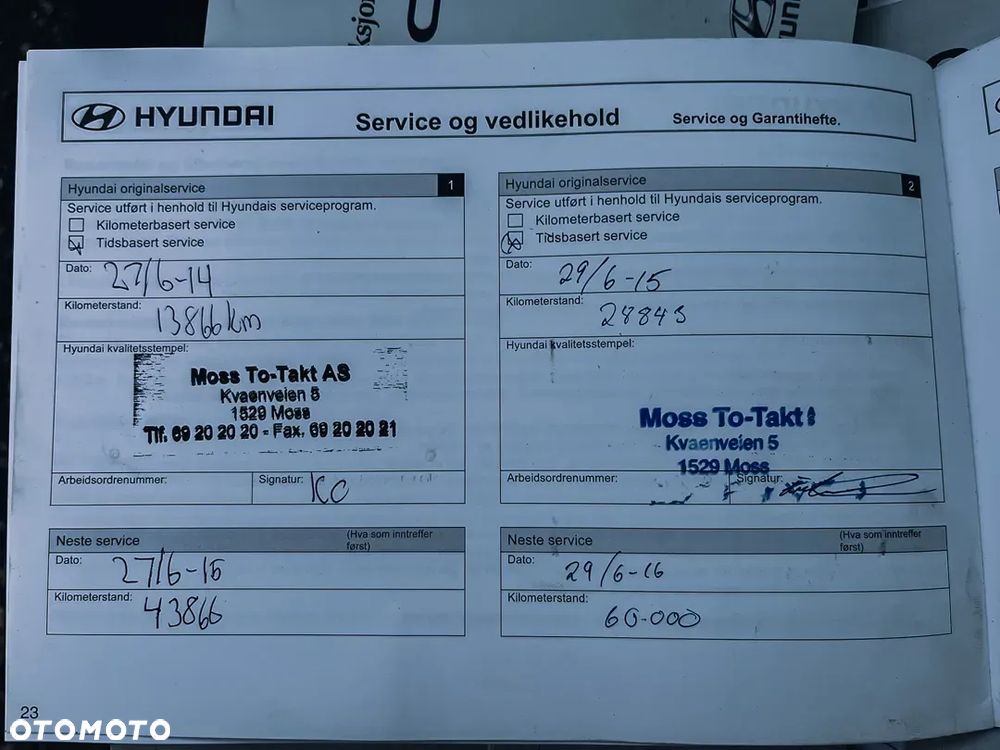 ksjon
HYUNDAI
Service og vedlikehold
Service og Garantihefte.
Hyundai originalservice
1
Service utført i henhold til Hyundais serviceprogram.
Kilometerbasert service
Tidsbasert service
Dato: 27/6-14
Kilometerstand: 13866 km
Hyundai kvalitetsstempel:
Moss To-Takt AS
Kvaenveien 5
1529 Moss
Tlf. 69 20 20 20 - Fax. 69 20 20 21
Arbeidsordrenummer:
Signatur: KO
Neste service
(Hva som inntreffer
først)
Dato: 27/6-15
Kilometerstand: 43866
Hyundai originalservice
2
Service utført i henhold til Hyundais serviceprogram.
Kilometerbasert service
Tidsbasert service
Dato: 29/6-15
Kilometerstand: 28843
Hyundai kvalitetsstempel:
Moss To-Takt
Kvaenveien 5
1529 Moss
Arbeidsordrenummer:
Signatur:
Neste service
(Hva som inntreffer
først)
Dato: 29/6-16
Kilometerstand: 60.000
23
OTOMOTO